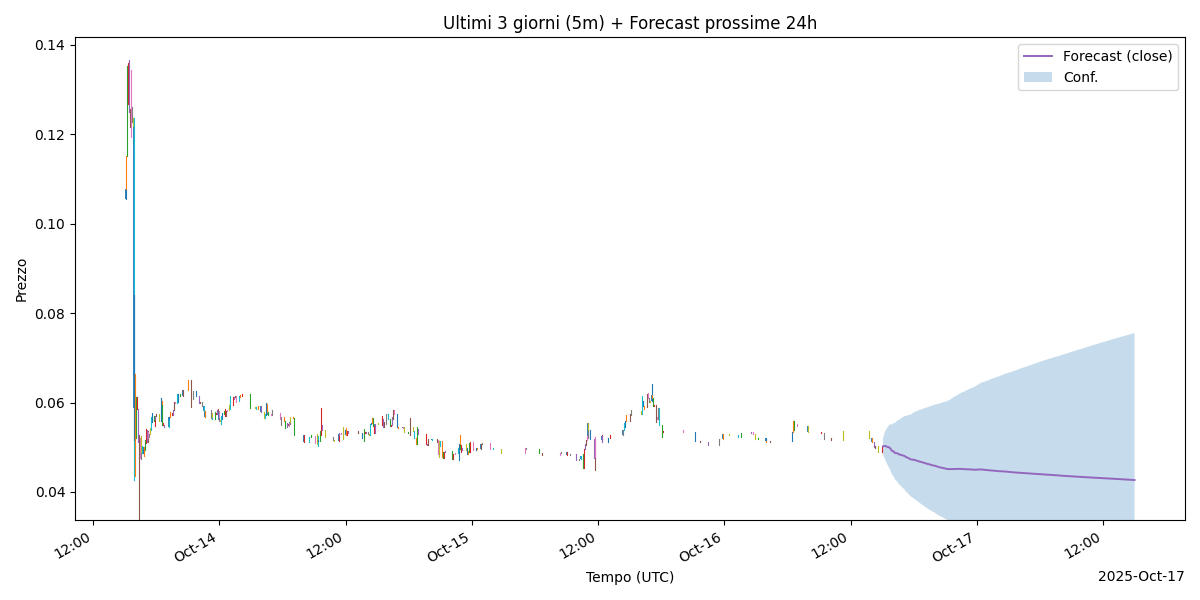 Ultimi 3 giorni (5m) + Forecast prossime 24h
Forecast (close)
Conf.
Prezzo
0.14
0.12
0.10
0.08
0.06
0.04
12:00
Oct-14
12:00
Oct-15
12:00
Oct-16
12:00
Oct-17
12:00
Tempo (UTC)
2025-Oct-17